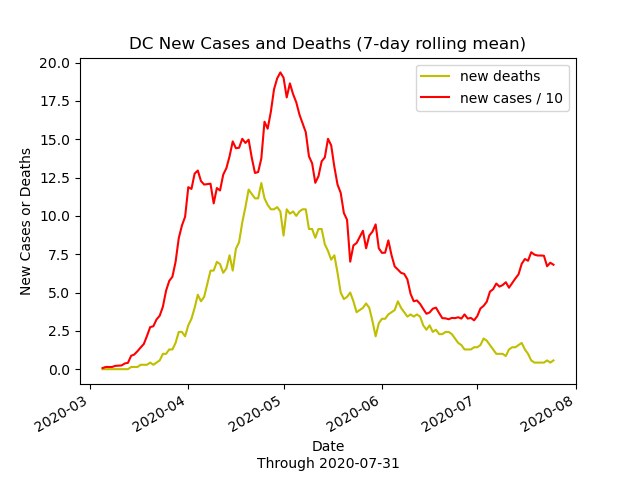 DC New Cases and Deaths (7-day rolling mean)
new deaths
new cases / 10
20.0
17.5
15.0
12.5
10.0
7.5
5.0
2.5
0.0
New Cases or Deaths
2020-03
2020-04
2020-05
2020-06
2020-07
2020-08
Date
Through 2020-07-31